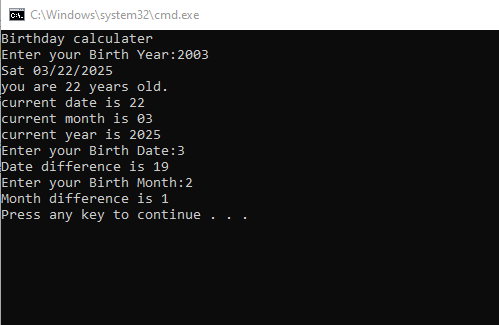 C:\Windows\system32\cmd.exe
Birthday calculater
Enter your Birth Year:2003
Sat 03/22/2025
you are 22 years old.
current date is 22
current month is 03
current year is 2025
Enter your Birth Date:3
Date difference is 19
Enter your Birth Month:2
Month difference is 1
Press any key to continue . . .